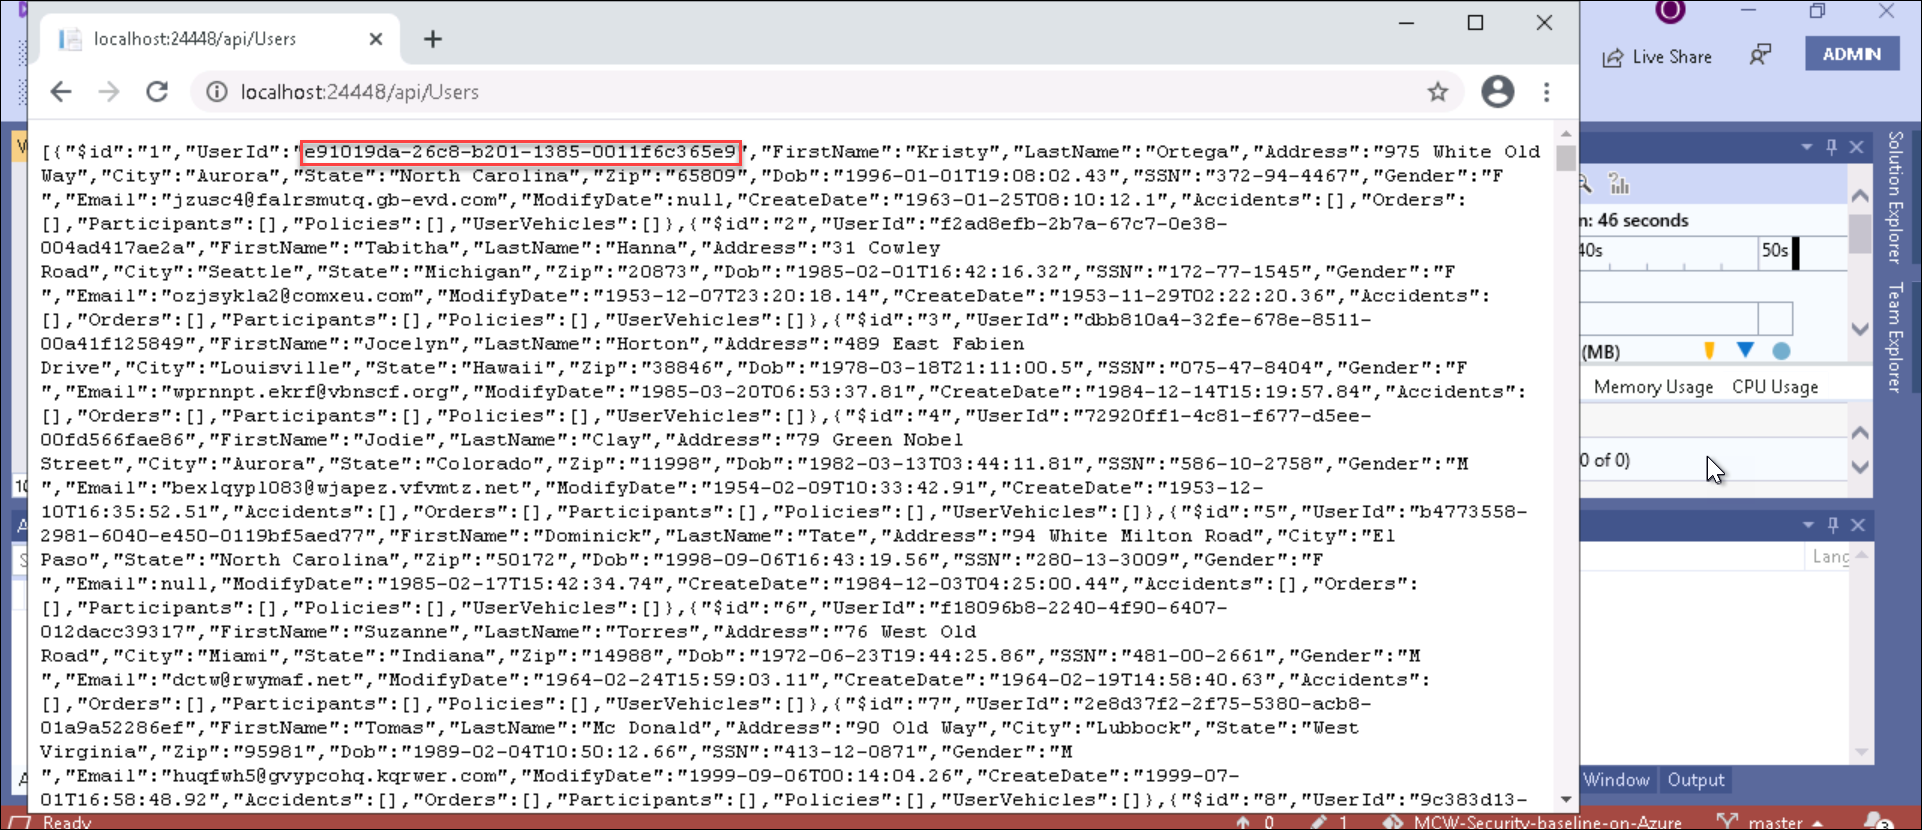 localhost:24448/api/Users
localhost:24448/api/Users
Live Share
ADMIN
[{"$id":"1","UserId":"e91019da-26c8-b201-1385-0011f6c365e9","FirstName":"Kristy","LastName":"Ortega","Address":"975 White Old
Way","City":"Aurora","State":"North Carolina","Zip":"65809","Dob":"1996-01-01T19:08:02.43","SSN":"372-94-4467","Gender":"F
","Email":"jzusc4@falrsmutq.gb-evd.com","ModifyDate":null,"CreateDate":"1963-01-25T08:10:12.1","Accidents":[],"Orders":
[],"Participants":[],"Policies":[],"UserVehicles":[]},{"$id":"2","UserId":"f2ad8efb-2b7a-67c7-0e38-
004ad417ae2a","FirstName":"Tabitha","LastName":"Hanna","Address":"31 Cowley
Road","City":"Seattle","State":"Michigan","Zip":"20873","Dob":"1985-02-01T16:42:16.32","SSN":"172-77-1545","Gender":"F
","Email":"ozjsykla2@comxeu.com","ModifyDate":"1953-12-07T23:20:18.14","CreateDate":"1953-11-29T02:22:20.36","Accidents":
[],"Orders":[],"Participants":[],"Policies":[],"UserVehicles":[]},{"$id":"3","UserId":"dbb810a4-32fe-678e-8511-
00a41f125849","FirstName":"Jocelyn","LastName":"Horton","Address":"489 East Fabien
Drive","City":"Louisville","State":"Hawaii","Zip":"38846","Dob":"1978-03-18T21:11:00.5","SSN":"075-47-8404","Gender":"F
","Email":"wprnnpt.ekrf@vbnscf.org","ModifyDate":"1985-03-20T06:53:37.81","CreateDate":"1984-12-14T15:19:57.84","Accidents":
[],"Orders":[],"Participants":[],"Policies":[],"UserVehicles":[]},{"$id":"4","UserId":"72920ff1-4c81-f677-d5ee-
00fd566fae86","FirstName":"Jodie","LastName":"Clay","Address":"79 Green Nobel
Street","City":"Aurora","State":"Colorado","Zip":"11998","Dob":"1982-03-13T03:44:11.81","SSN":"586-10-2758","Gender":"M
","Email":"bexlqypl083@wjapez.vfvmtz.net","ModifyDate":"1954-02-09T10:33:42.91","CreateDate":"1953-12-
10T16:35:52.51","Accidents":[],"Orders":[],"Participants":[],"Policies":[],"UserVehicles":[]},{"$id":"5","UserId":"b4773558-
2981-6040-e450-0119bf5aed77","FirstName":"Dominick","LastName":"Tate","Address":"94 White Milton Road","City":"El
Paso","State":"North Carolina","Zip":"50172","Dob":"1998-09-06T16:43:19.56","SSN":"280-13-3009","Gender":"F
","Email":null,"ModifyDate":"1985-02-17T15:42:34.74","CreateDate":"1984-12-03T04:25:00.44","Accidents":[],"Orders":
[],"Participants":[],"Policies":[],"UserVehicles":[]},{"$id":"6","UserId":"f18096b8-2240-4f90-6407-
012dacc39317","FirstName":"Suzanne","LastName":"Torres","Address":"76 West Old
Road","City":"Miami","State":"Indiana","Zip":"14988","Dob":"1972-06-23T19:44:25.86","SSN":"481-00-2661","Gender":"M
","Email":"dctw@rwymaf.net","ModifyDate":"1964-02-24T15:59:03.11","CreateDate":"1964-02-19T14:58:40.63","Accidents":
[],"Orders":[],"Participants":[],"Policies":[],"UserVehicles":[]},{"$id":"7","UserId":"2e8d37f2-2f75-5380-acb8-
01a9a52286ef","FirstName":"Tomas","LastName":"Mc Donald","Address":"90 Old Way","City":"Lubbock","State":"West
Virginia","Zip":"95981","Dob":"1989-02-04T10:50:12.66","SSN":"413-12-0871","Gender":"M
","Email":"huqfwh5@gvypcohq.kqrwer.com","ModifyDate":"1999-09-06T00:14:04.26","CreateDate":"1999-07-
01T16:58:48.92","Accidents":[],"Orders":[],"Participants":[],"Policies":[],"UserVehicles":[]},{"$id":"8","UserId":"9c383d13-
Solution Explorer
Team Explorer
n: 46 seconds
40s
50s
(MB)
Memory Usage
CPU Usage
0 of 0)
Lang
Window
Output
Ready
0
1
MCW-Security-baseline-on-Azure
master
3